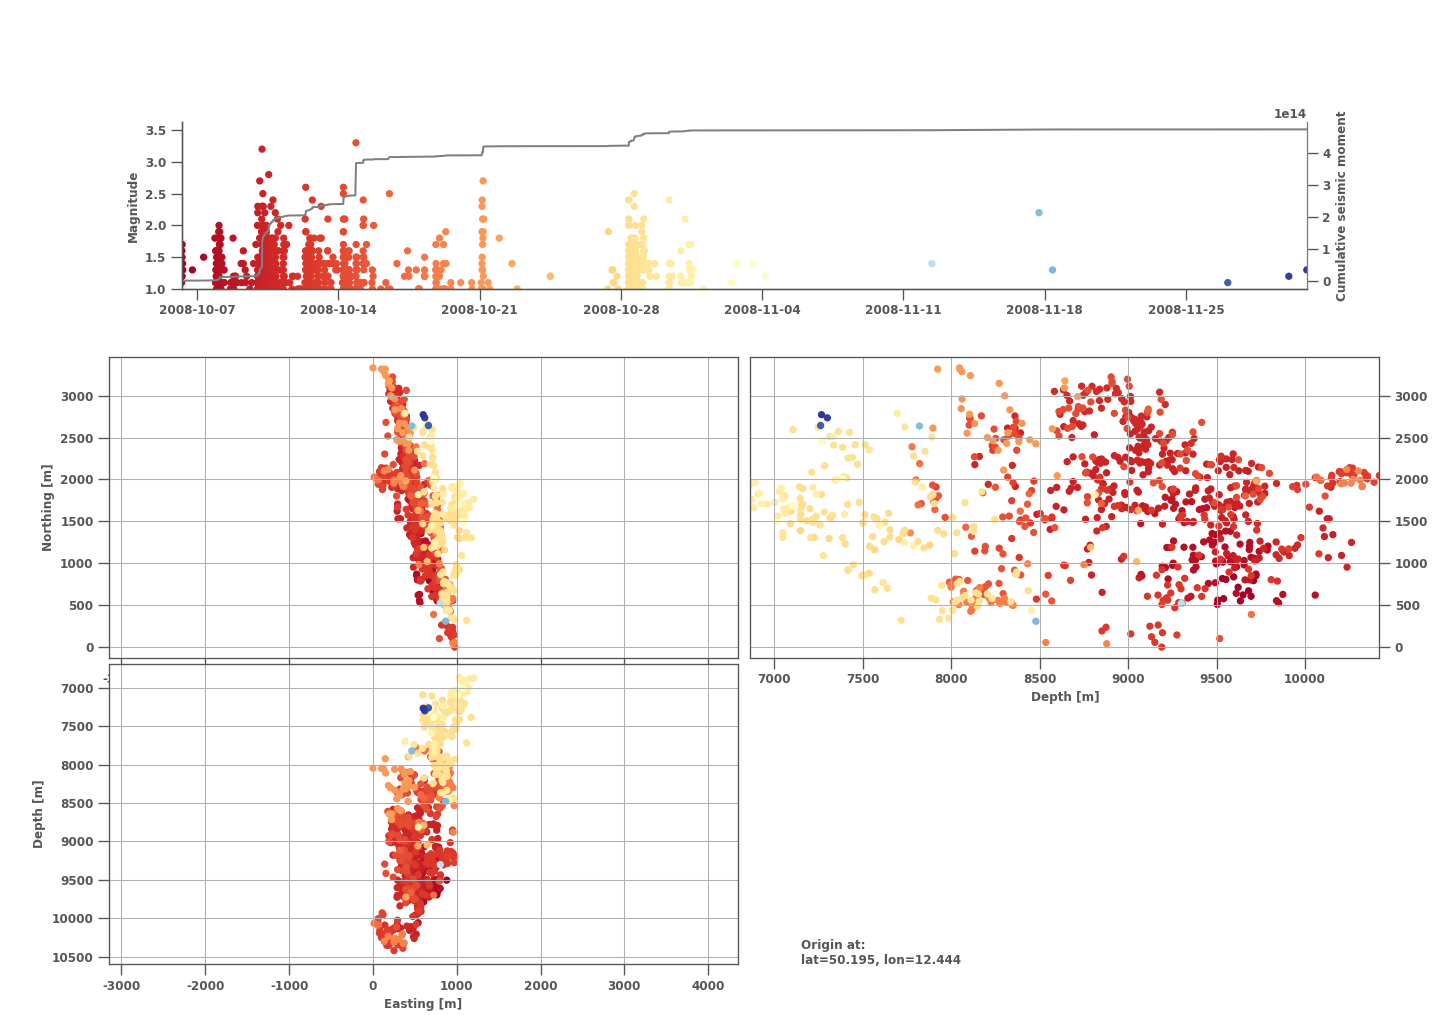 1e14
3.5
3.0
2.5
2.0
1.5
1.0
Magnitude
4
3
2
1
0
Cumulative seismic moment
2008-10-07 2008-10-14 2008-10-21 2008-10-28 2008-11-04 2008-11-11 2008-11-18 2008-11-25
3000
2500
2000
1500
1000
500
0
Northing [m]
3000
2500
2000
1500
1000
500
0
7000 7500 8000 8500 9000 9500 10000
Depth [m]
7000
7500
8000
8500
9000
9500
10000
10500
Depth [m]
-3000 -2000 -1000 0 1000 2000 3000 4000
Easting [m]
Origin at:
lat=50.195, lon=12.444